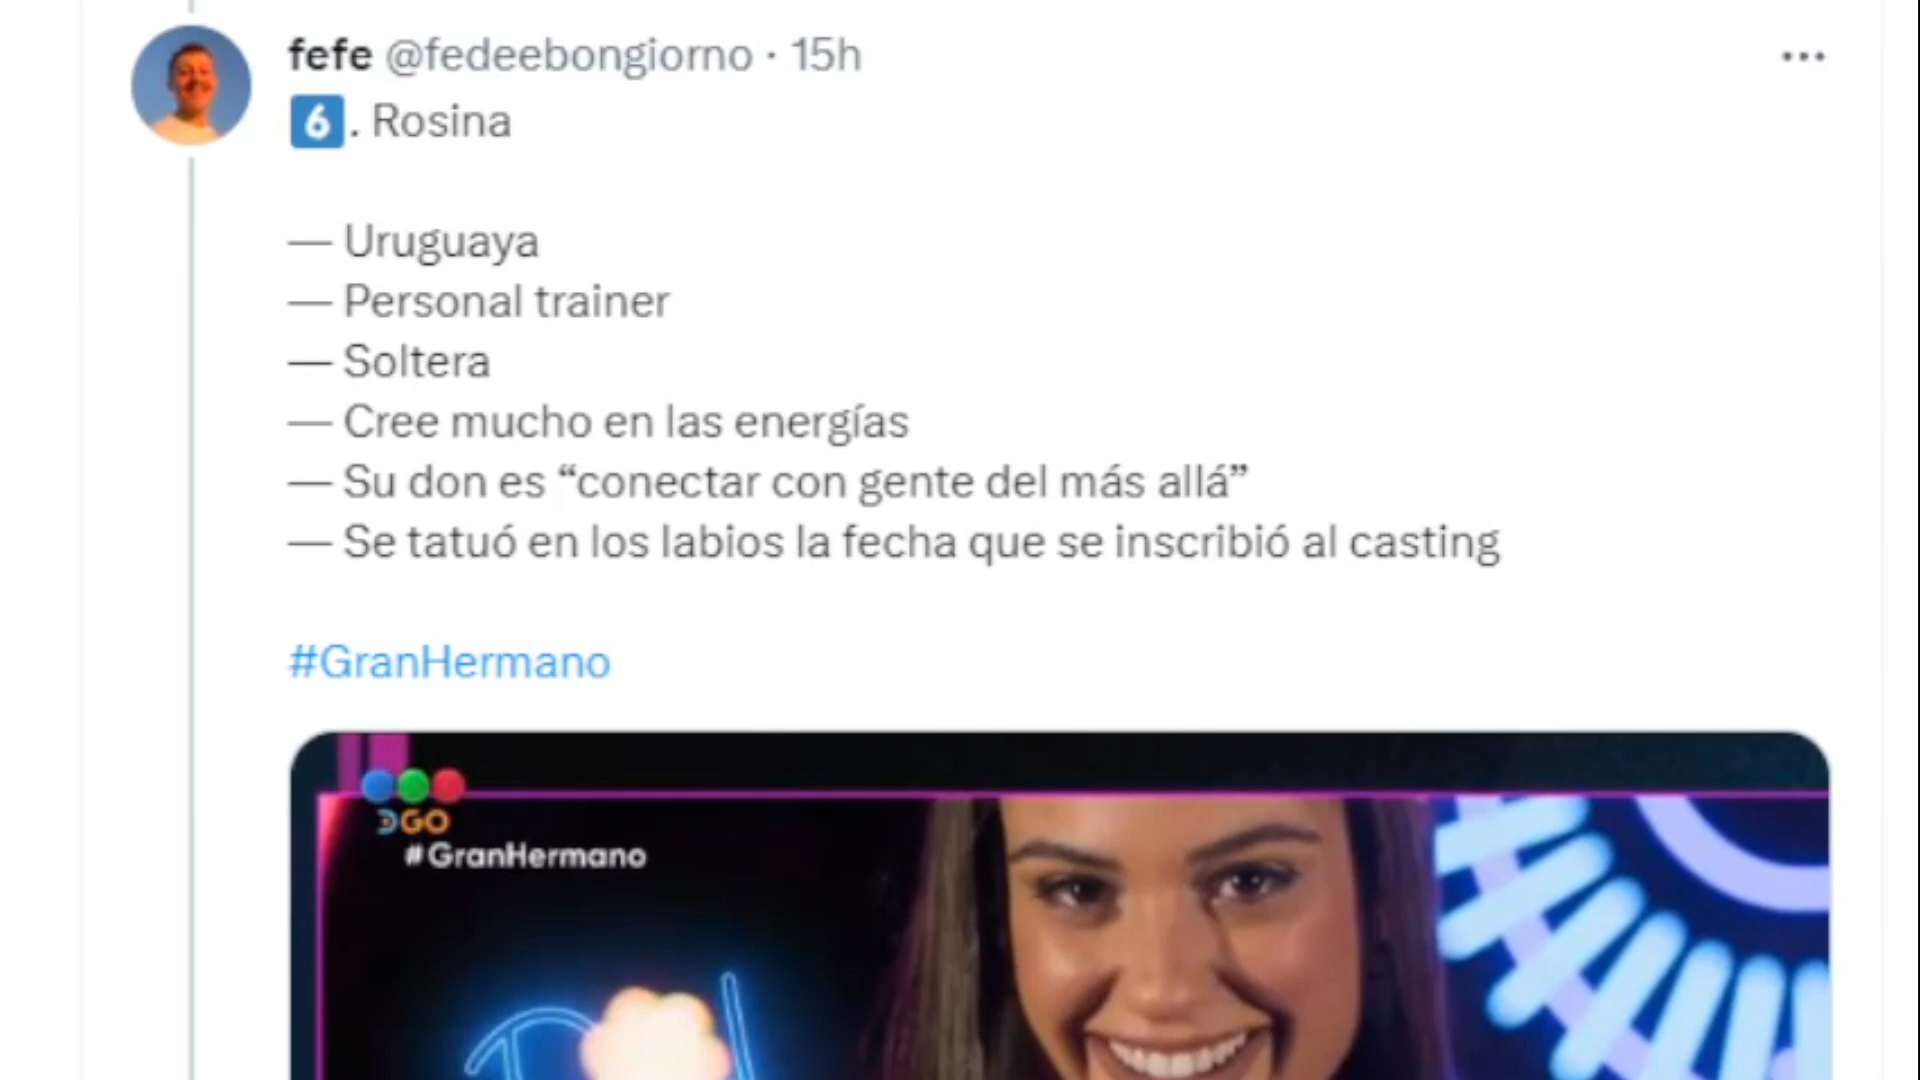 fefe @fedeebongiorno · 15h
6. Rosina
— Uruguaya
— Personal trainer
— Soltera
— Cree mucho en las energías
— Su don es “conectar con gente del más allá”
— Se tatuó en los labios la fecha que se inscribió al casting
#GranHermano
DGO
#GranHermano